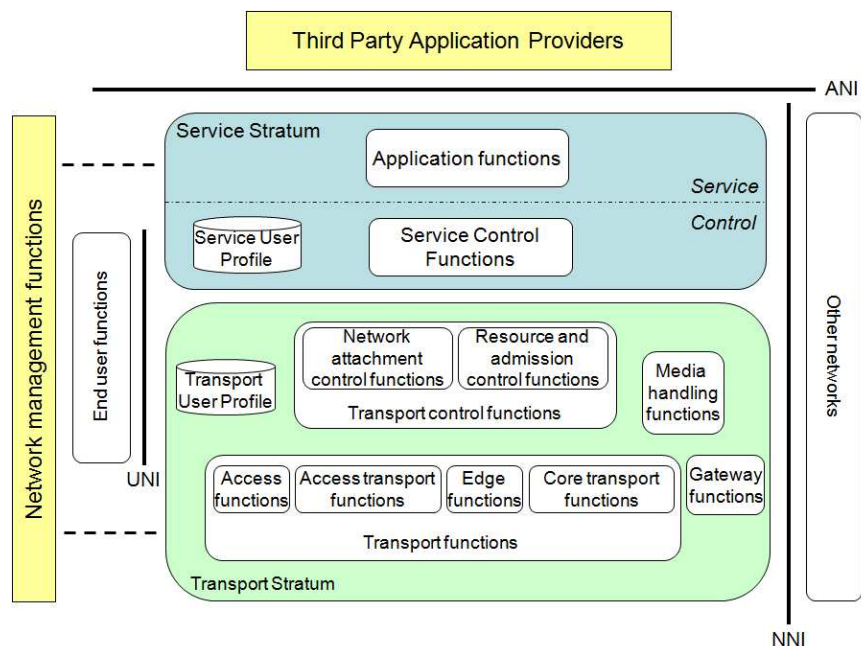 Third Party Application Providers
ANI
Network management functions
Service Stratum
Application functions
Service
Control
Service User
Profile
Service Control
Functions
End user functions
UNI
Other networks
Network
attachment
control functions
Resource and
admission
control functions
Transport control functions
Transport
User Profile
Media
handling
functions
Access
functions
Access transport
functions
Edge
functions
Core transport
functions
Transport functions
Gateway
functions
Transport Stratum
NNI